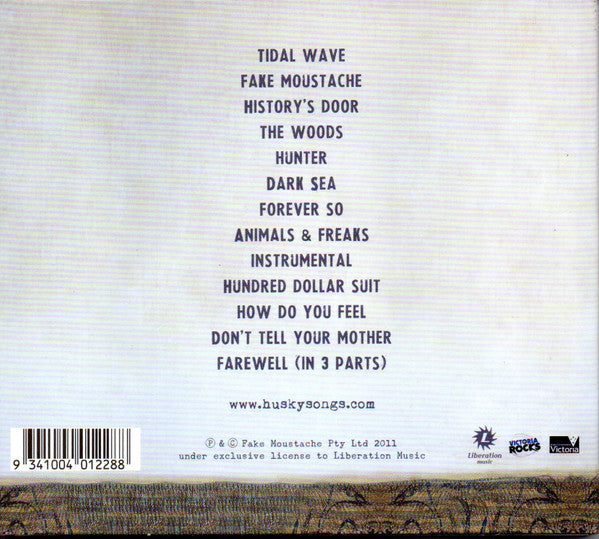 TIDAL WAVE
FAKE MOUSTACHE
HISTORY'S DOOR
THE WOODS
HUNTER
DARK SEA
FOREVER SO
ANIMALS & FREAKS
INSTRUMENTAL
HUNDRED DOLLAR SUIT
HOW DO YOU FEEL
DON'T TELL YOUR MOTHER
FAREWELL (IN 3 PARTS)
www.huskysongs.com
℗ & © Fake Moustache Pty Ltd 2011
under exclusive license to Liberation Music
9 341004 012288
L
Liberation
music
VICTORIA
ROCKS
Victoria